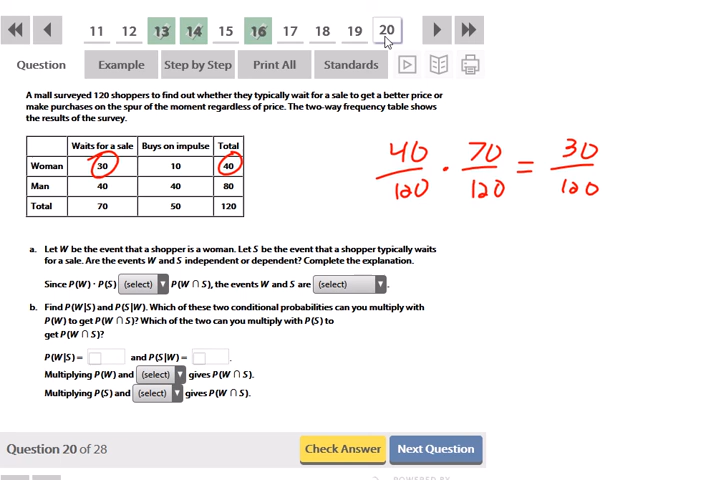 11 12 13 14 15 16 17 18 19 20
Question Example Step by Step Print All Standards
A mall surveyed 120 shoppers to find out whether they typically wait for a sale to get a better price or
make purchases on the spur of the moment regardless of price. The two-way frequency table shows
the results of the survey.
Waits for a sale Buys on impulse Total
Woman 30 10 40
Man 40 40 80
Total 70 50 120
40/120 · 70/120 = 30/120
a. Let W be the event that a shopper is a woman. Let S be the event that a shopper typically waits
for a sale. Are the events W and S independent or dependent? Complete the explanation.
Since P(W) · P(S) (select) P(W ∩ S), the events W and S are (select) .
b. Find P(W|S) and P(S|W). Which of these two conditional probabilities can you multiply with
P(W) to get P(W ∩ S)? Which of the two can you multiply with P(S) to
get P(W ∩ S)?
P(W|S) = and P(S|W) = .
Multiplying P(W) and (select) gives P(W ∩ S).
Multiplying P(S) and (select) gives P(W ∩ S).
Question 20 of 28 Check Answer Next Question
POWERED BY